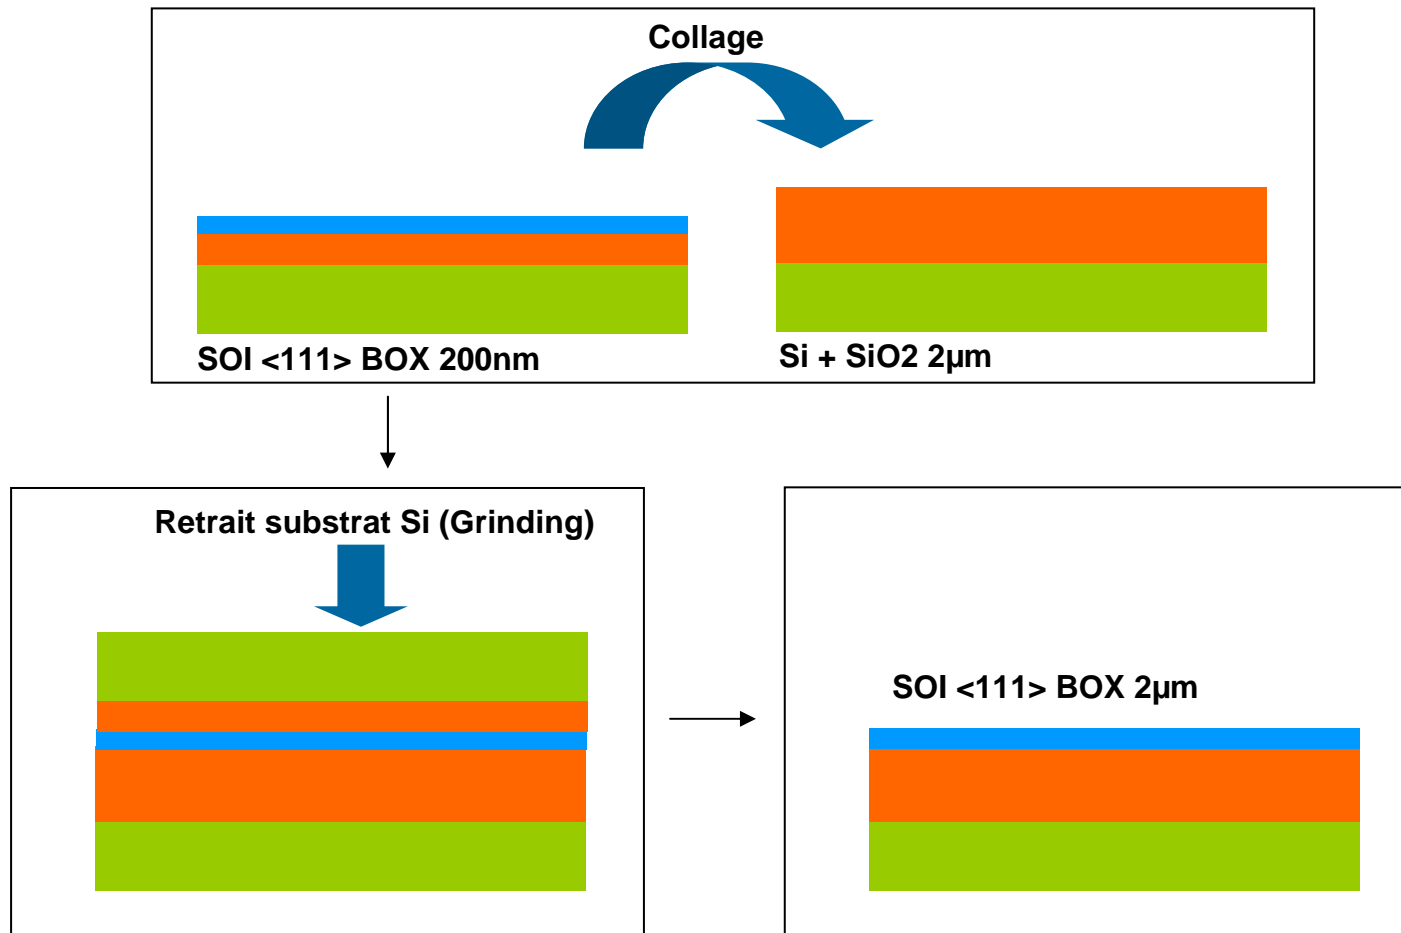 Collage
SOI <111> BOX 200nm
Si + SiO2 2µm
Retrait substrat Si (Grinding)
SOI <111> BOX 2µm